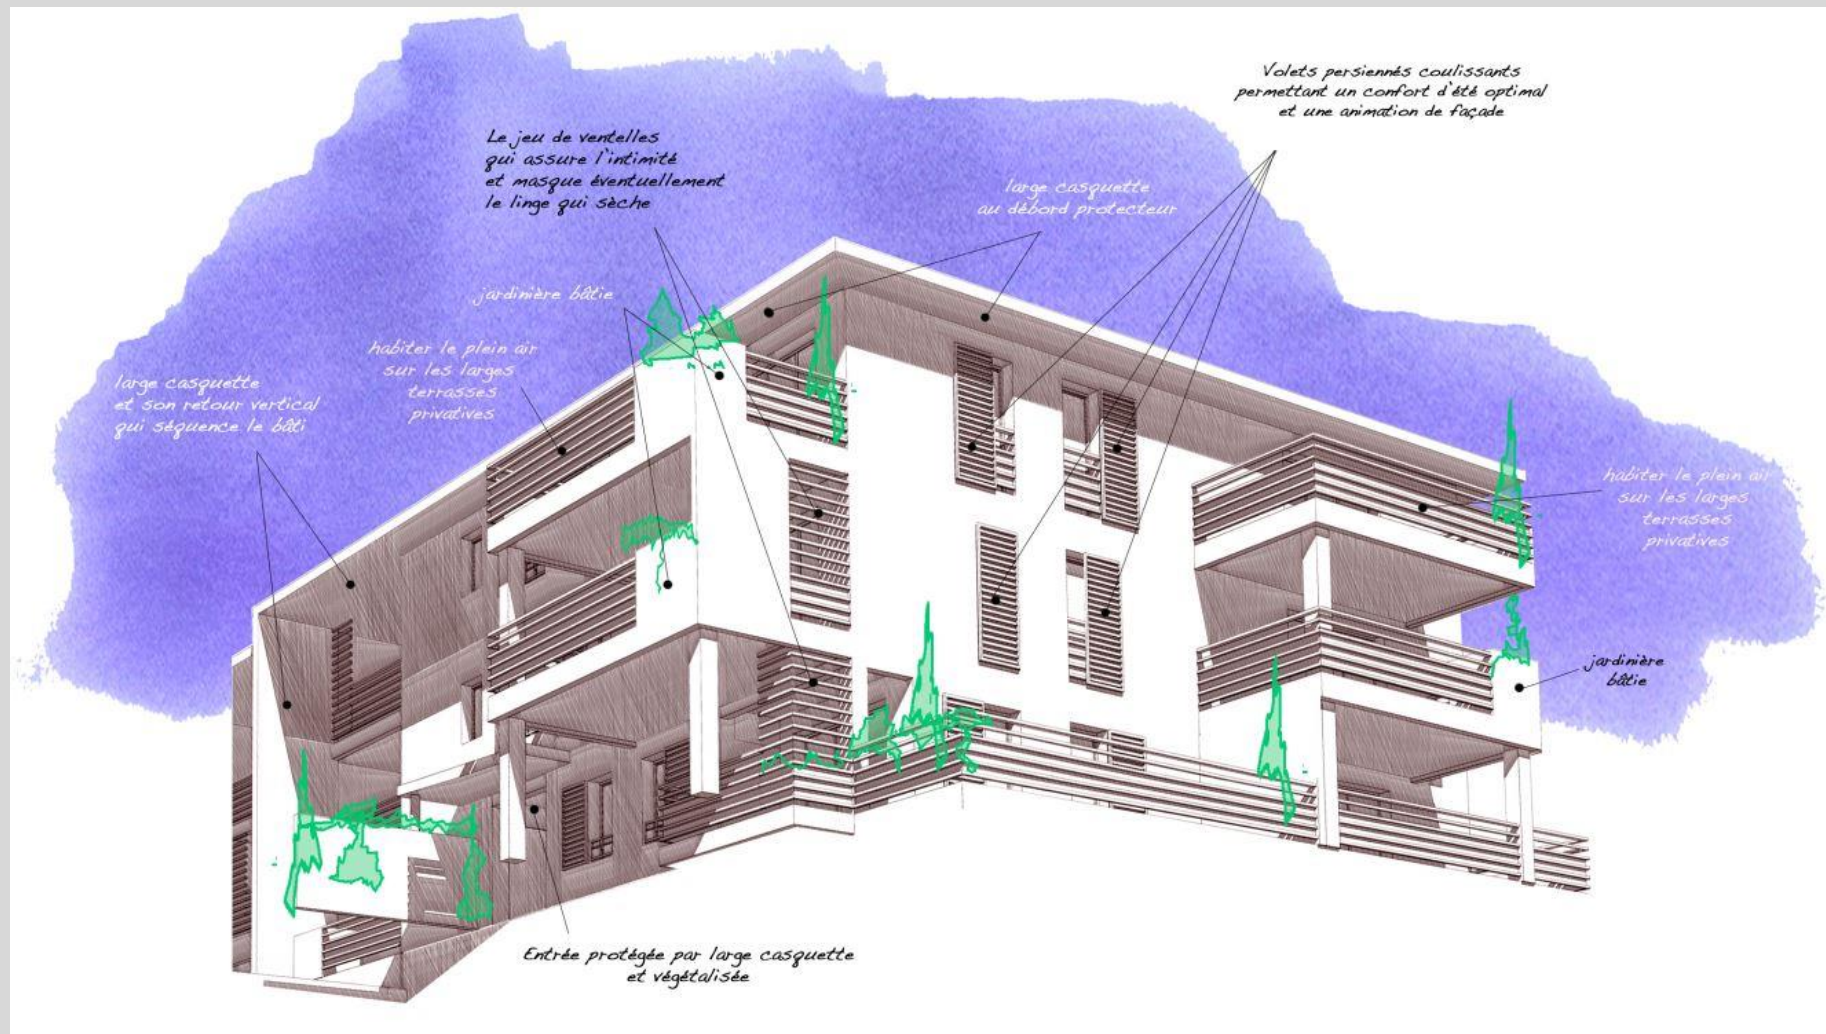 Volets persiennés coulissants
permettant un confort d'été optimal
et une animation de façade
Le jeu de ventelles
qui assure l'intimité
et masque éventuellement
le linge qui sèche
large casquette
au débord protecteur
jardinière bâtie
habiter le plein air
sur les larges
terrasses
privatives
large casquette
et son retour vertical
qui séquence le bâti
habiter le plein air
sur les larges
terrasses
privatives
jardinière
bâtie
Entrée protégée par large casquette
et végétalisée